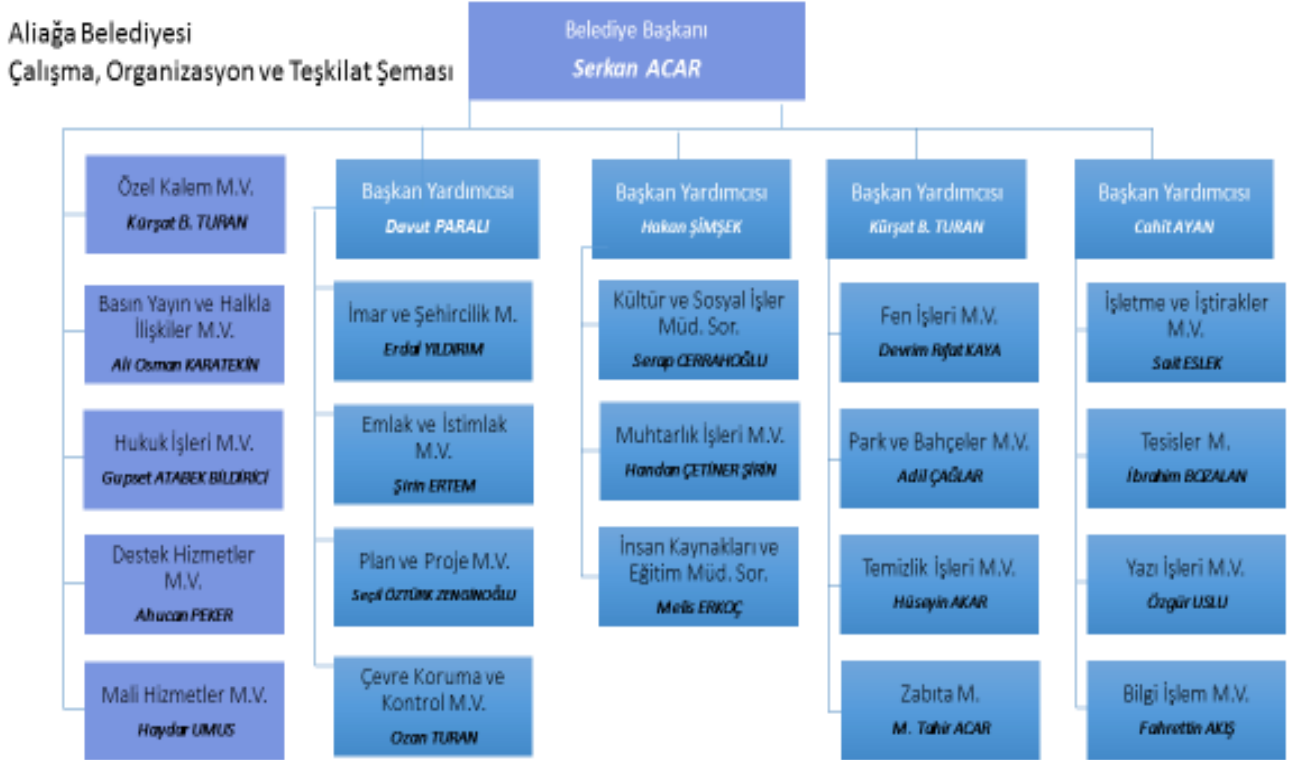 Aliağa Belediyesi
Çalışma, Organizasyon ve Teşkilat Şeması
Belediye Başkanı
Serkan ACAR
Özel Kalem M.V.
Kürşat B. TURAN
Basın Yayın ve Halkla
İlişkiler M.V.
Ali Osman KARATEKİN
Hukuk İşleri M.V.
Gupset ATABEK BİLDİRİCİ
Destek Hizmetler
M.V.
Ahucan PEKER
Mali Hizmetler M.V.
Haydar UMUS
Başkan Yardımcısı
Davut PARALI
İmar ve Şehircilik M.
Erdal YILDIRIM
Emlak ve İstimlak
M.V.
Şirin ERTEM
Plan ve Proje M.V.
Seçil ÖZTÜRK ZENGİNOĞLU
Çevre Koruma ve
Kontrol M.V.
Ozan TURAN
Başkan Yardımcısı
Hakan ŞİMŞEK
Kültür ve Sosyal İşler
Müd. Sor.
Serap CERRAHOĞLU
Muhtarlık İşleri M.V.
Handan ÇETİNER ŞİRİN
İnsan Kaynakları ve
Eğitim Müd. Sor.
Melis ERKOÇ
Başkan Yardımcısı
Kürşat B. TURAN
Fen İşleri M.V.
Devrim Rıfat KAYA
Park ve Bahçeler M.V.
Adil ÇAĞLAR
Temizlik İşleri M.V.
Hüseyin AKAR
Zabıta M.
M. Tahir ACAR
Başkan Yardımcısı
Cahit AYAN
İşletme ve İştirakler
M.V.
Sait ESLEK
Tesisler M.
İbrahim BOZALAN
Yazı İşleri M.V.
Özgür USLU
Bilgi İşlem M.V.
Fahrettin AKIŞ